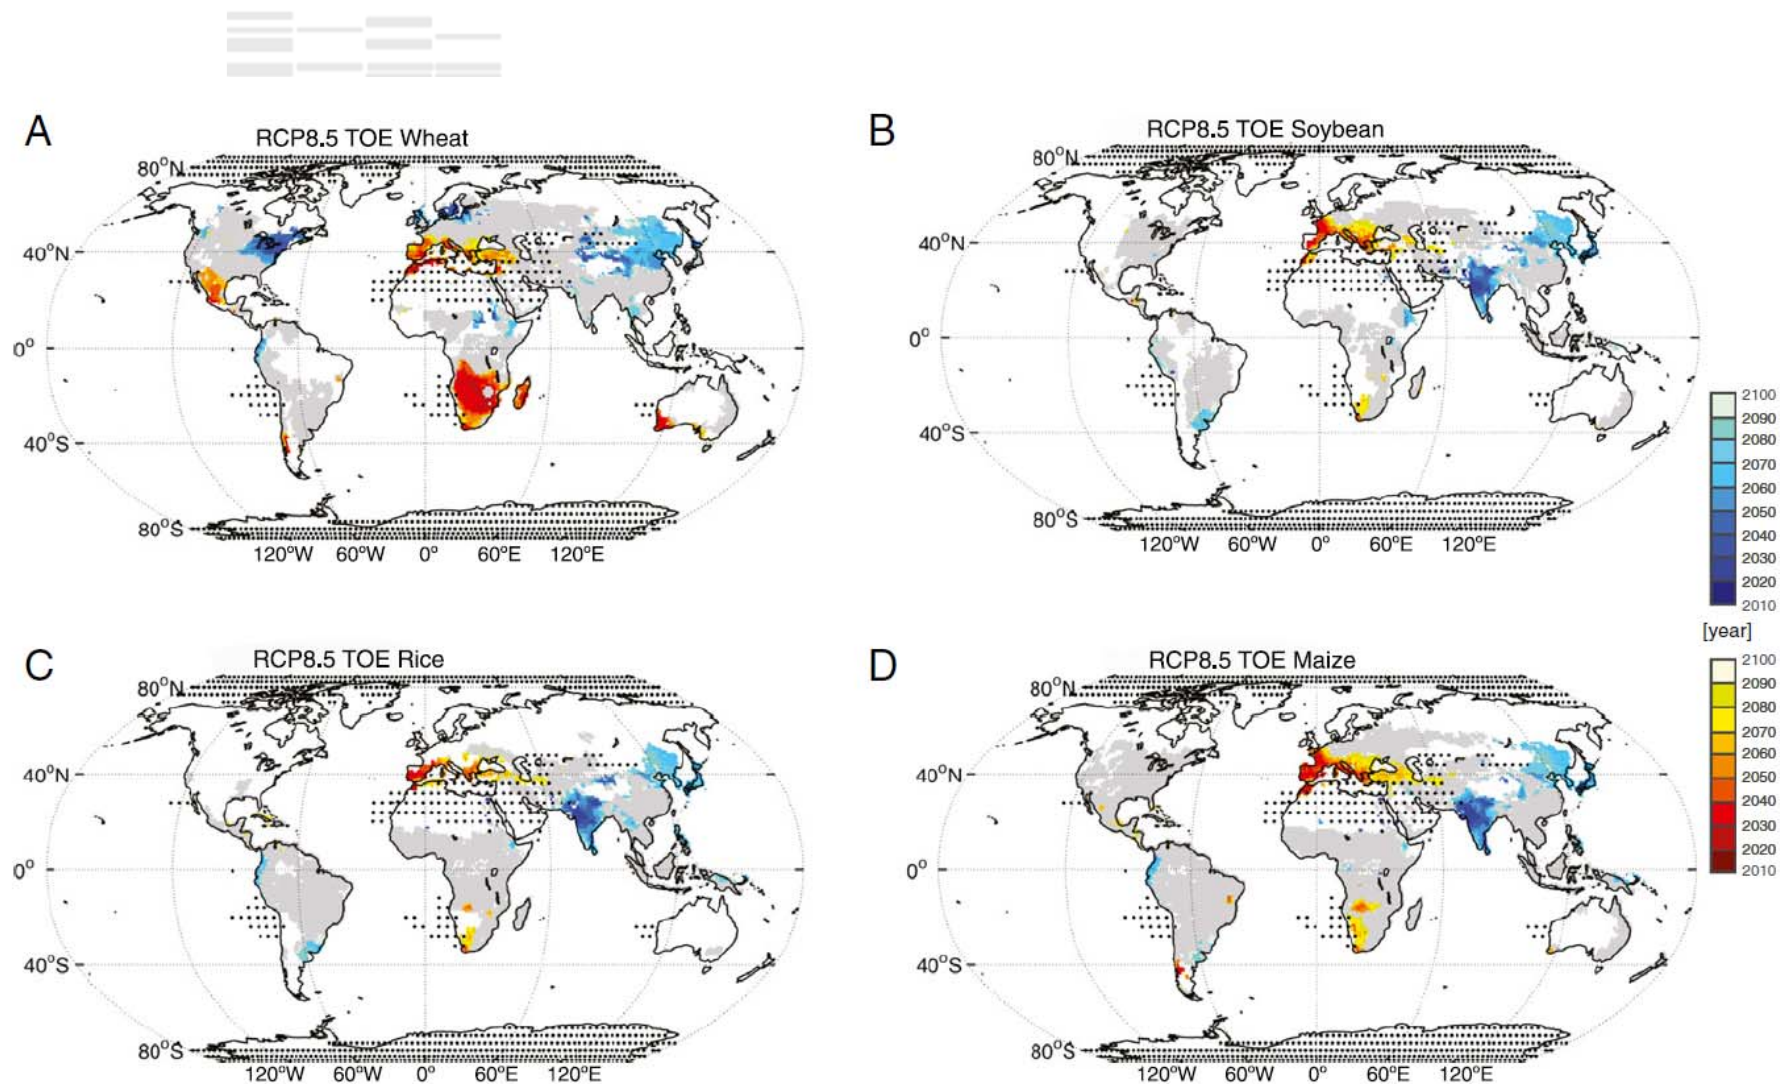 A
RCP8.5 TOE Wheat
80°N
40°N
0°
40°S
80°S
120°W 60°W 0° 60°E 120°E
B
RCP8.5 TOE Soybean
80°N
40°N
0°
40°S
80°S
120°W 60°W 0° 60°E 120°E
2100
2090
2080
2070
2060
2050
2040
2030
2020
2010
[year]
2100
2090
2080
2070
2060
2050
2040
2030
2020
2010
C
RCP8.5 TOE Rice
80°N
40°N
0°
40°S
80°S
120°W 60°W 0° 60°E 120°E
D
RCP8.5 TOE Maize
80°N
40°N
0°
40°S
80°S
120°W 60°W 0° 60°E 120°E